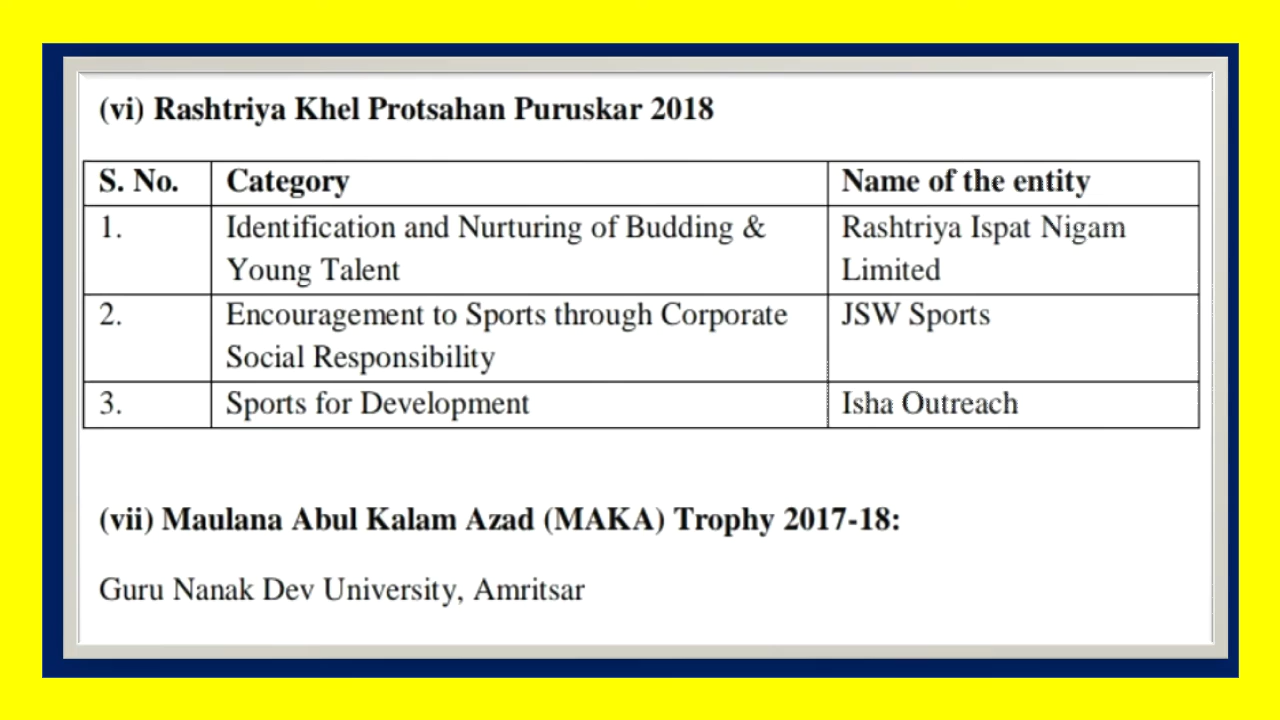 (vi) Rashtriya Khel Protsahan Puruskar 2018
S. No. Category Name of the entity
1. Identification and Nurturing of Budding & Rashtriya Ispat Nigam
Young Talent Limited
2. Encouragement to Sports through Corporate JSW Sports
Social Responsibility
3. Sports for Development Isha Outreach
(vii) Maulana Abul Kalam Azad (MAKA) Trophy 2017-18:
Guru Nanak Dev University, Amritsar